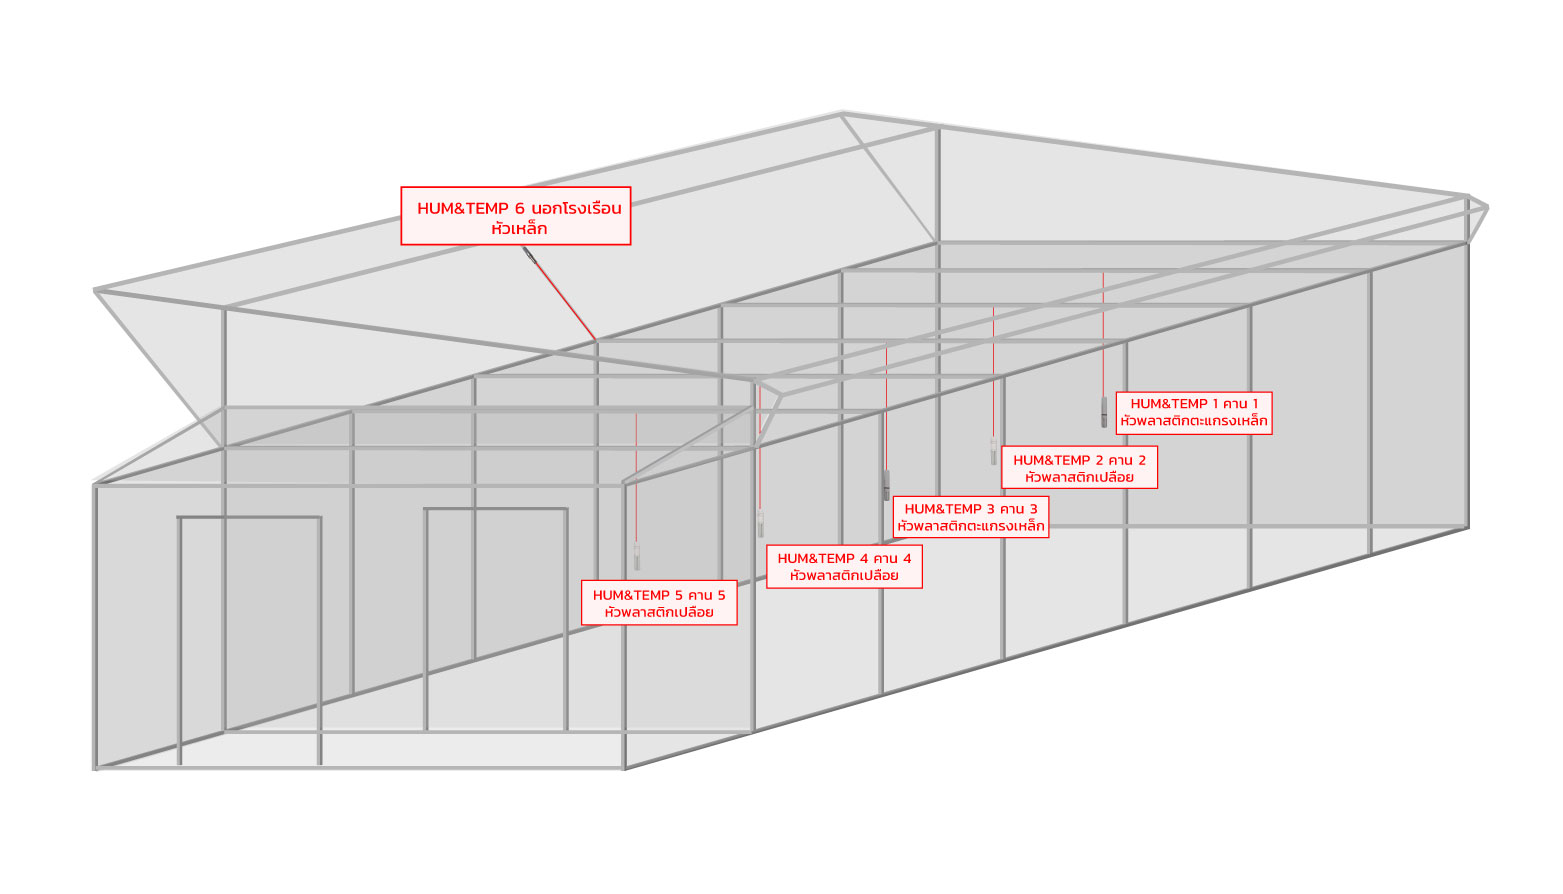 HUM&TEMP 6 นอกโรงเรือน
หัวเหล็ก
HUM&TEMP 1 คาน 1
หัวพลาสติกตะแกรงเหล็ก
HUM&TEMP 2 คาน 2
หัวพลาสติกเปลือย
HUM&TEMP 3 คาน 3
หัวพลาสติกตะแกรงเหล็ก
HUM&TEMP 4 คาน 4
หัวพลาสติกเปลือย
HUM&TEMP 5 คาน 5
หัวพลาสติกเปลือย